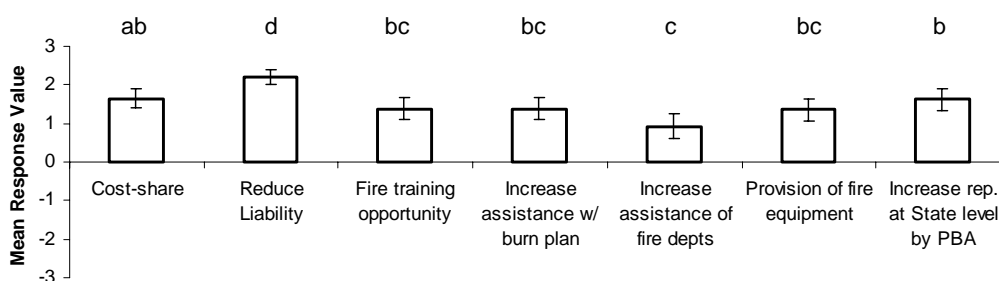 ab d bc bc c bc b
Mean Response Value
3
2
1
0
-1
-2
-3
Cost-share
Reduce
Liability
Fire training
opportunity
Increase
assistance w/
burn plan
Increase
assistance of
fire depts
Provision of fire
equipment
Increase rep.
at State level
by PBA